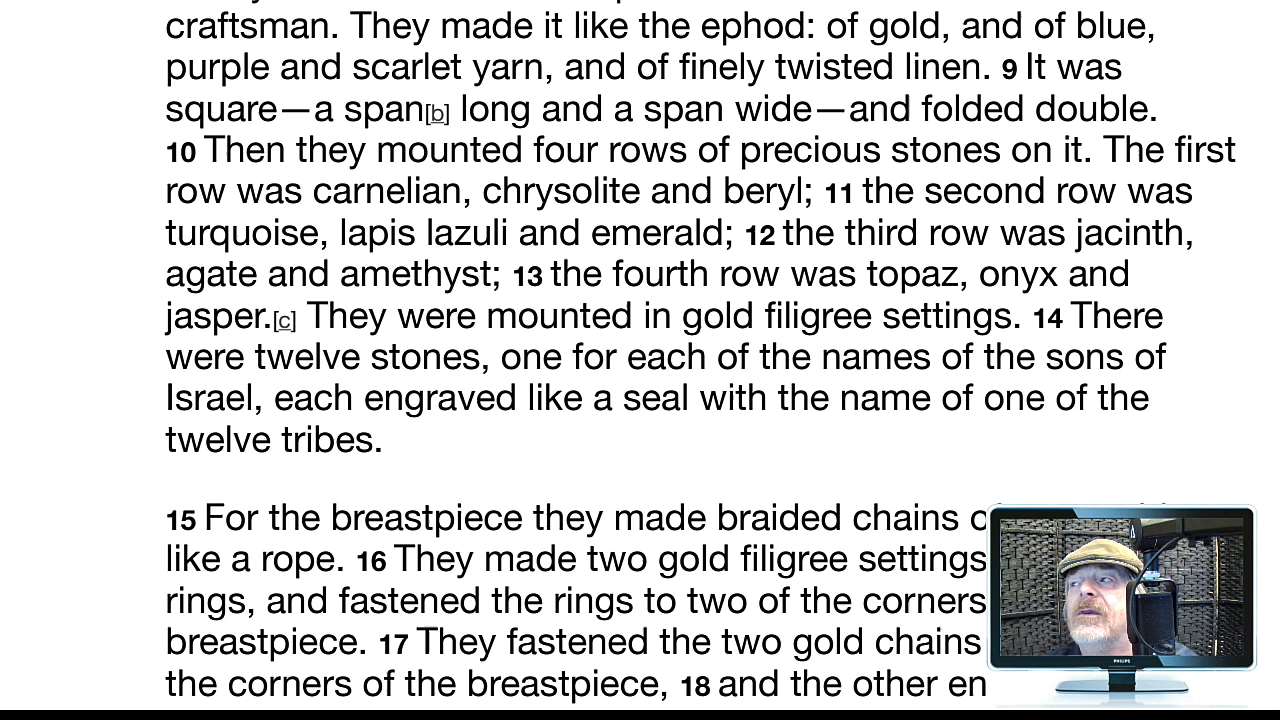 craftsman. They made it like the ephod: of gold, and of blue,
purple and scarlet yarn, and of finely twisted linen. 9 It was
square—a span[b] long and a span wide—and folded double.
10 Then they mounted four rows of precious stones on it. The first
row was carnelian, chrysolite and beryl; 11 the second row was
turquoise, lapis lazuli and emerald; 12 the third row was jacinth,
agate and amethyst; 13 the fourth row was topaz, onyx and
jasper.[c] They were mounted in gold filigree settings. 14 There
were twelve stones, one for each of the names of the sons of
Israel, each engraved like a seal with the name of one of the
twelve tribes.
15 For the breastpiece they made braided chains
like a rope. 16 They made two gold filigree settings
rings, and fastened the rings to two of the corners
breastpiece. 17 They fastened the two gold chains
the corners of the breastpiece, 18 and the other en
PHILIPS